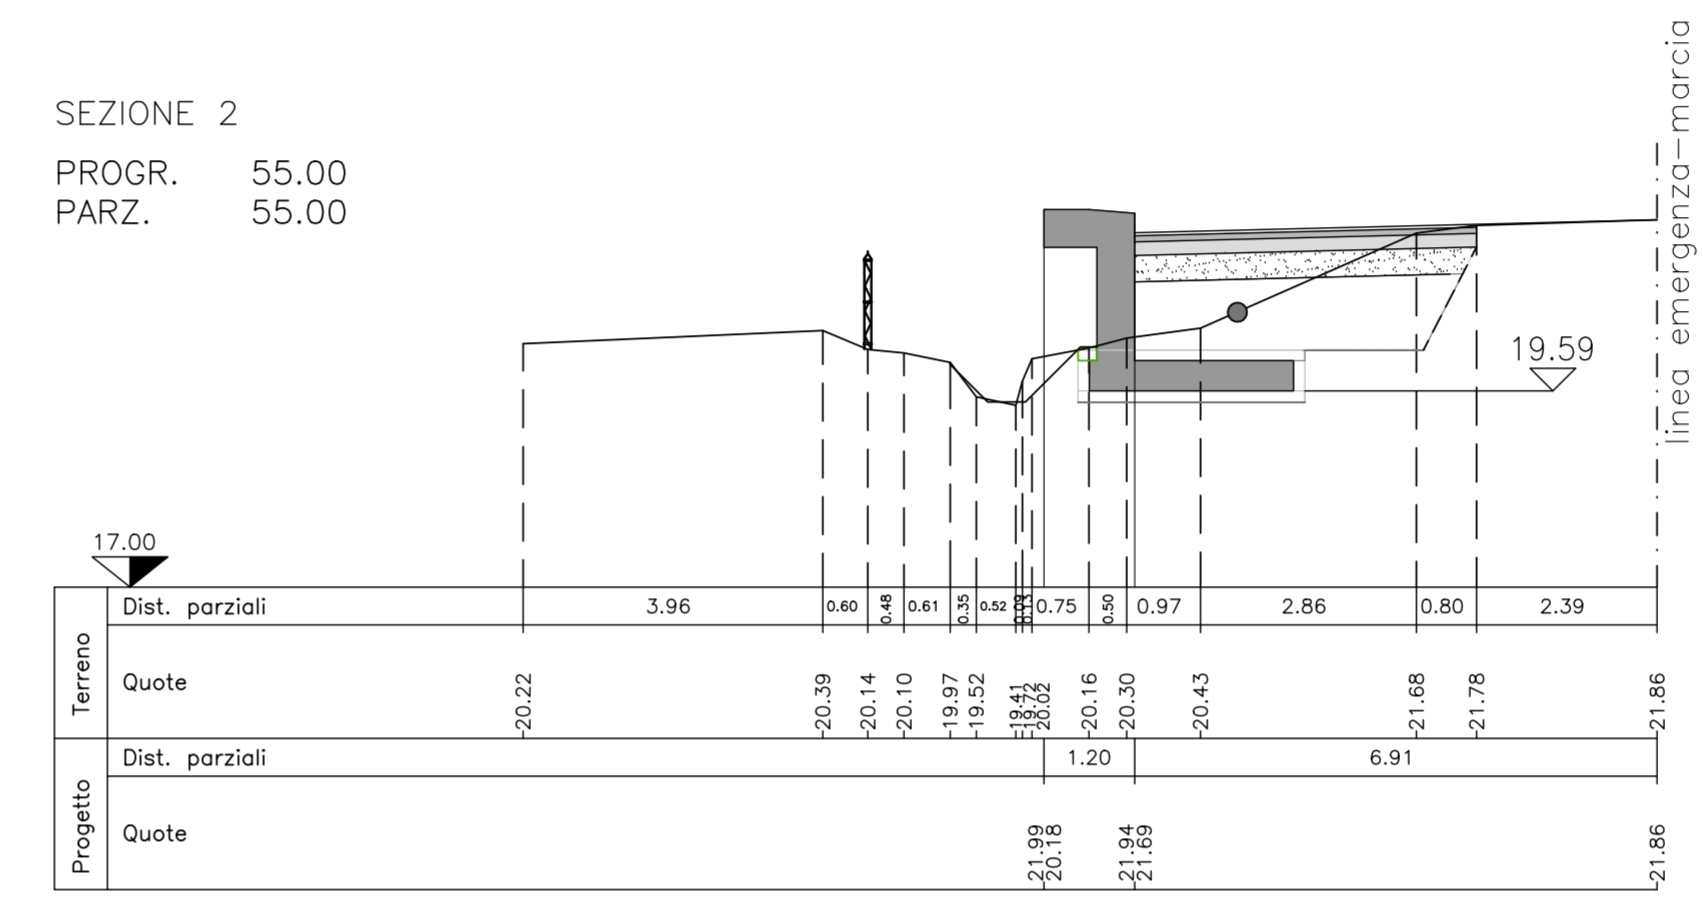 SEZIONE 2
PROGR. 55.00
PARZ. 55.00
linea emergenza-marcia
19.59
17.00
Terreno
Dist. parziali 3.96 0.60 0.48 0.61 0.35 0.52 0.09 0.13 0.75 0.50 0.97 2.86 0.80 2.39
Quote 20.22 20.39 20.14 20.10 19.97 19.52 19.41 19.72 20.02 20.16 20.30 20.43 21.68 21.78 21.86
Progetto
Dist. parziali 1.20 6.91
Quote 21.99 20.18 21.94 21.69 21.86